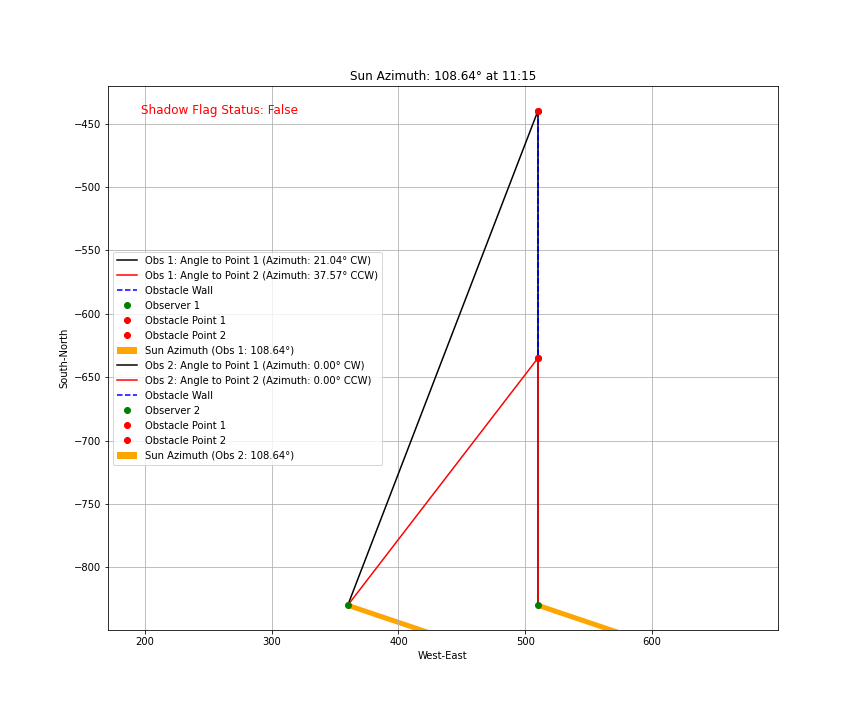 Sun Azimuth: 108.64° at 11:15
Shadow Flag Status: False
−450
−500
−550
−600
−650
−700
−750
−800
South-North
Obs 1: Angle to Point 1 (Azimuth: 21.04° CW)
Obs 1: Angle to Point 2 (Azimuth: 37.57° CCW)
Obstacle Wall
Observer 1
Obstacle Point 1
Obstacle Point 2
Sun Azimuth (Obs 1: 108.64°)
Obs 2: Angle to Point 1 (Azimuth: 0.00° CW)
Obs 2: Angle to Point 2 (Azimuth: 0.00° CCW)
Obstacle Wall
Observer 2
Obstacle Point 1
Obstacle Point 2
Sun Azimuth (Obs 2: 108.64°)
200 300 400 500 600
West-East